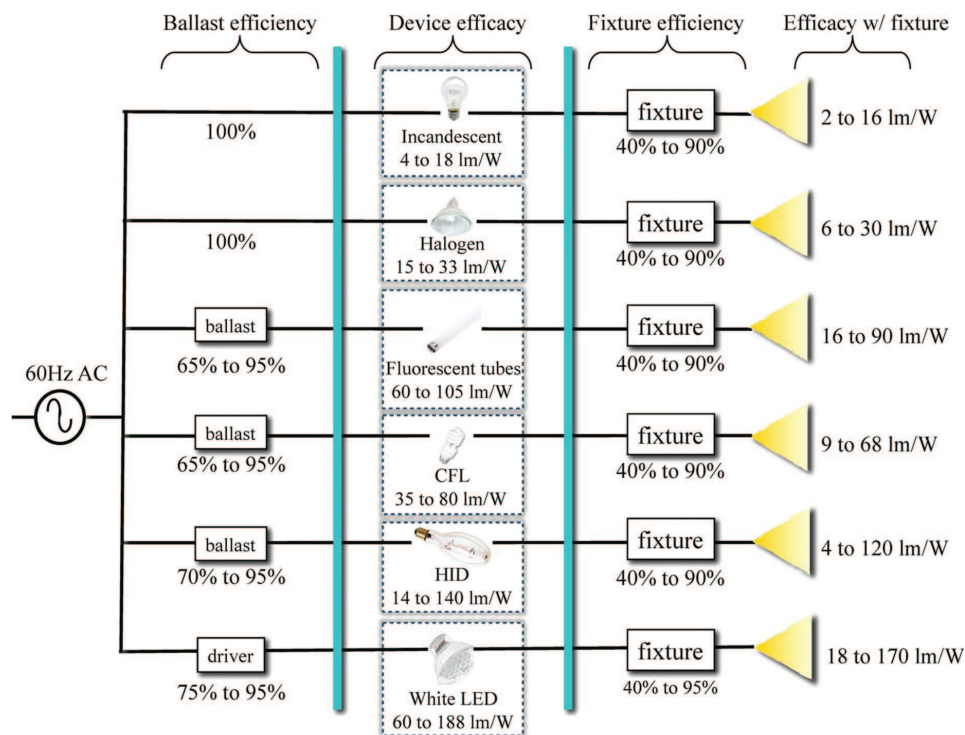 Ballast efficiency
Device efficacy
Fixture efficiency
Efficacy w/ fixture
100%
Incandescent
4 to 18 lm/W
fixture
40% to 90%
2 to 16 lm/W
100%
Halogen
15 to 33 lm/W
fixture
40% to 90%
6 to 30 lm/W
ballast
65% to 95%
Fluorescent tubes
60 to 105 lm/W
fixture
40% to 90%
16 to 90 lm/W
60Hz AC
ballast
65% to 95%
CFL
35 to 80 lm/W
fixture
40% to 90%
9 to 68 lm/W
ballast
70% to 95%
HID
14 to 140 lm/W
fixture
40% to 90%
4 to 120 lm/W
driver
75% to 95%
White LED
60 to 188 lm/W
fixture
40% to 95%
18 to 170 lm/W